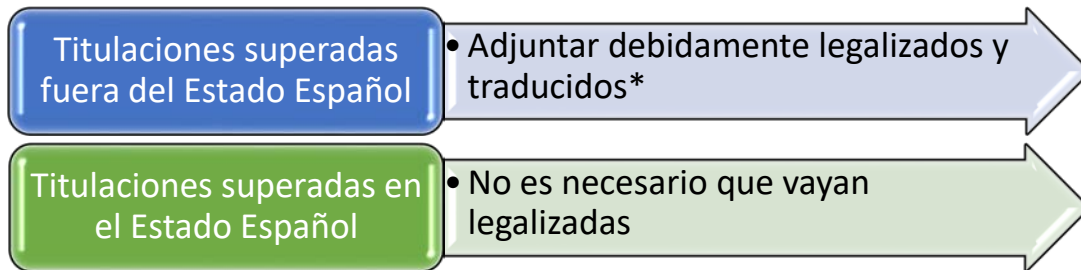 Titulaciones superadas
fuera del Estado Español
• Adjuntar debidamente legalizados y
traducidos*
Titulaciones superadas en
el Estado Español
• No es necesario que vayan
legalizadas